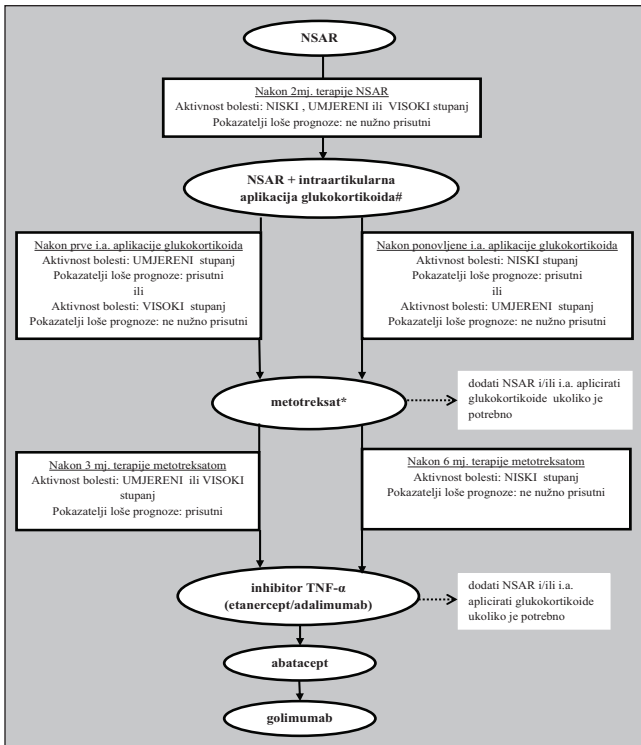 NSAR
Nakon 2mj. terapije NSAR
Aktivnost bolesti: NISKI , UMJERENI ili VISOKI stupanj
Pokazatelji loše prognoze: ne nužno prisutni
NSAR + intraartikularna
aplikacija glukokortikoida#
Nakon prve i.a. aplikacije glukokortikoida
Aktivnost bolesti: UMJERENI stupanj
Pokazatelji loše prognoze: prisutni
ili
Aktivnost bolesti: VISOKI stupanj
Pokazatelji loše prognoze: ne nužno prisutni
Nakon ponovljene i.a. aplikacije glukokortikoida
Aktivnost bolesti: NISKI stupanj
Pokazatelji loše prognoze: prisutni
ili
Aktivnost bolesti: UMJERENI stupanj
Pokazatelji loše prognoze: ne nužno prisutni
metotreksat*
dodati NSAR i/ili i.a. aplicirati
glukokortikoide ukoliko je
potrebno
Nakon 3 mj. terapije metotreksatom
Aktivnost bolesti: UMJERENI ili VISOKI
stupanj
Pokazatelji loše prognoze: prisutni
Nakon 6 mj. terapije metotreksatom
Aktivnost bolesti: NISKI stupanj
Pokazatelji loše prognoze: ne nužno prisutni
inhibitor TNF-α
(etanercept/adalimumab)
dodati NSAR i/ili i.a.
aplicirati glukokortikoide
ukoliko je potrebno
abatacept
golimumab